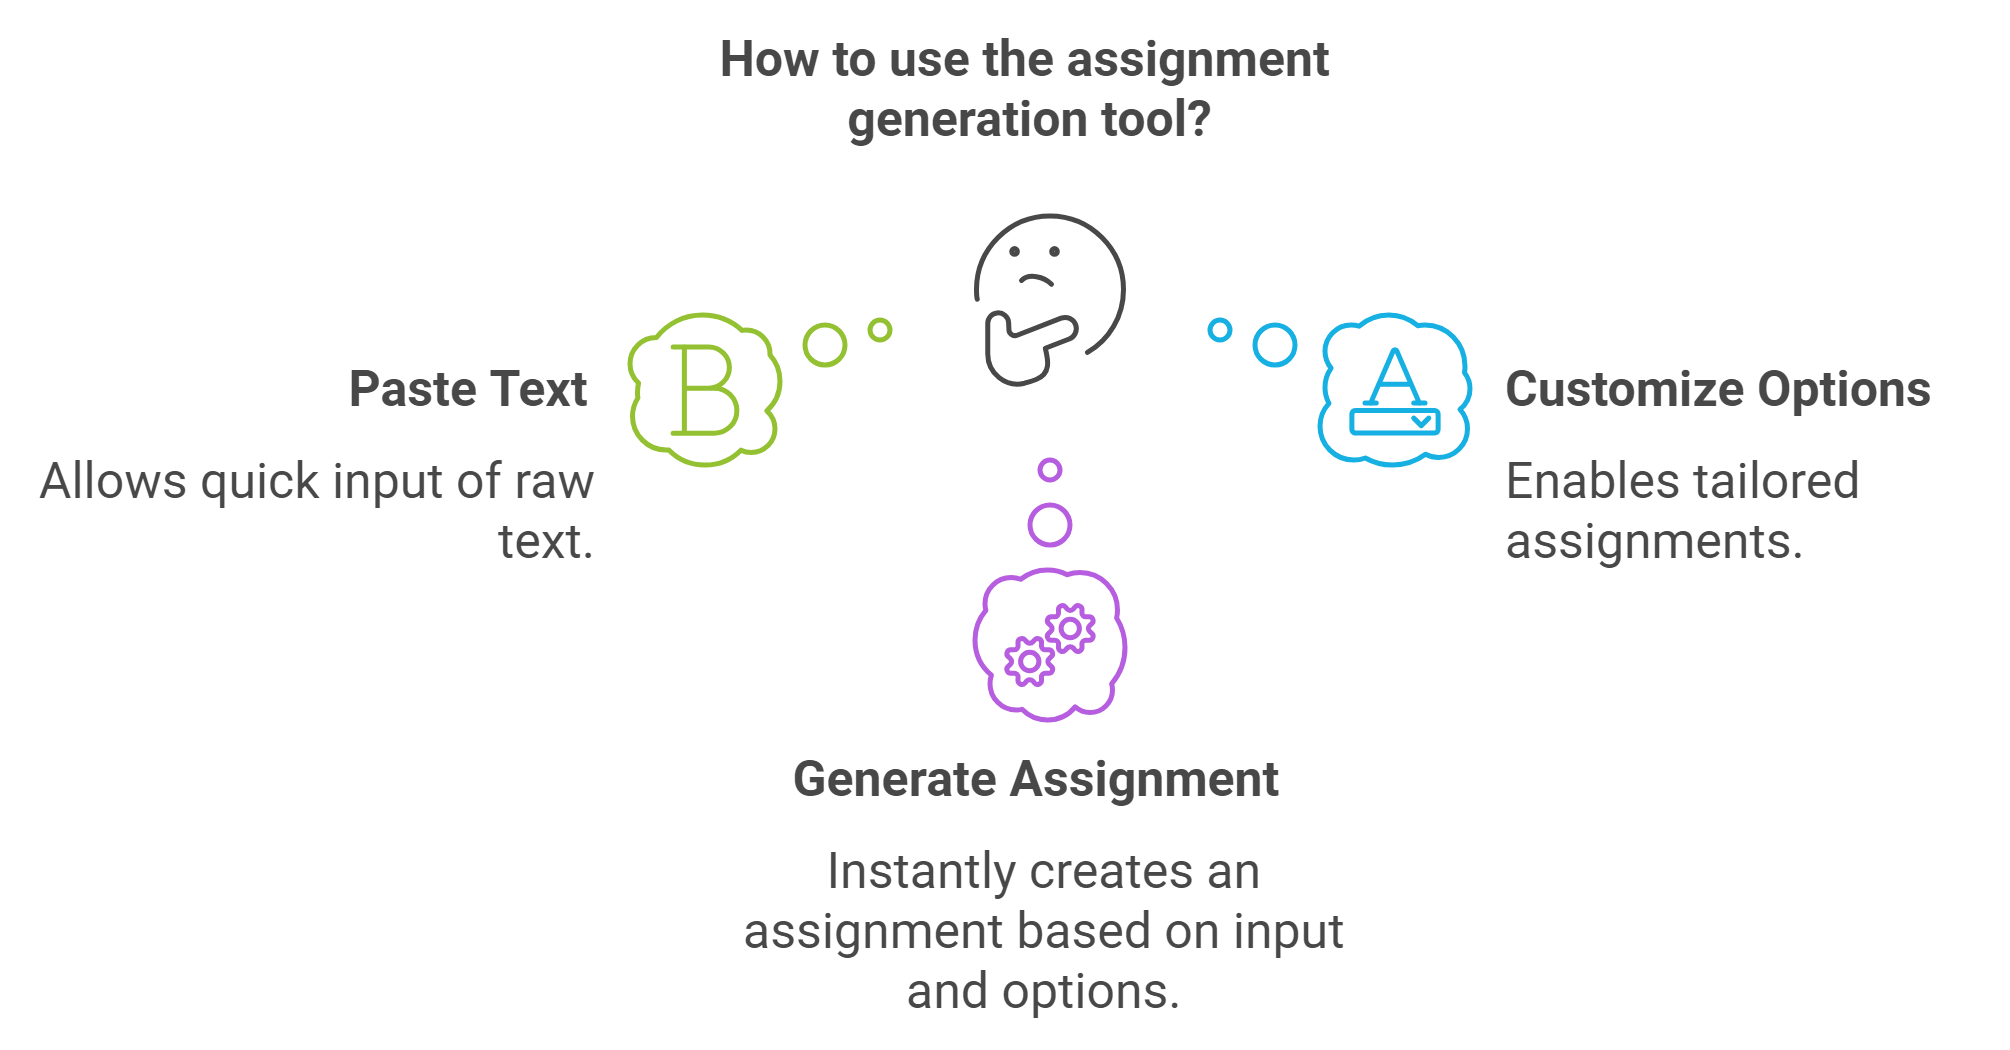 How to use the assignment
generation tool?
B
Paste Text
Allows quick input of raw
text.
A
Customize Options
Enables tailored
assignments.
Generate Assignment
Instantly creates an
assignment based on input
and options.